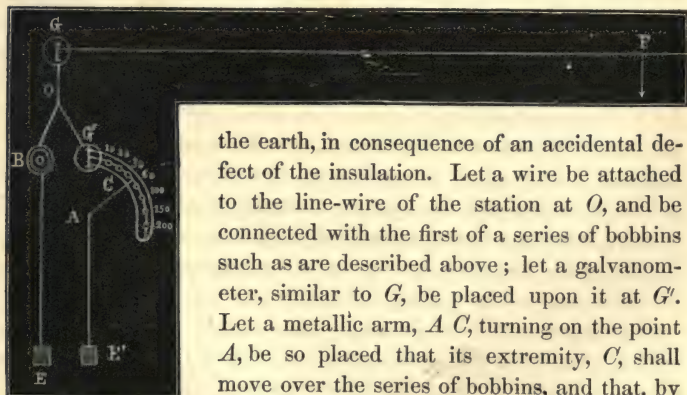 G
F
O
B
G'
C
100
A
150
200
E'
E
the earth, in consequence of an accidental de-
fect of the insulation. Let a wire be attached
to the line-wire of the station at O, and be
connected with the first of a series of bobbins
such as are described above; let a galvanom-
eter, similar to G, be placed upon it at G'.
Let a metallic arm, A C, turning on the point
A, be so placed that its extremity, C, shall
move over the series of bobbins, and that, by